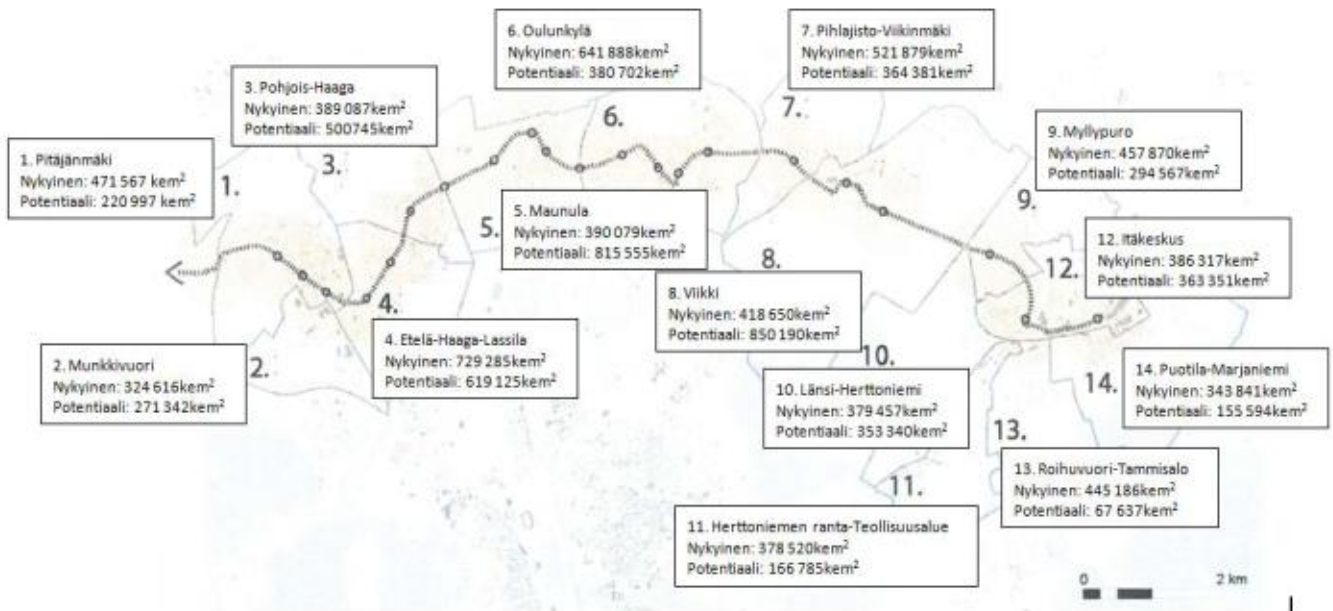 6. Oulunkylä
Nykyinen: 641 888kem²
Potentiaali: 380 702kem²
7. Pihlajisto-Viikinmäki
Nykyinen: 521 879kem²
Potentiaali: 364 381kem²
3. Pohjois-Haaga
Nykyinen: 389 087kem²
Potentiaali: 500745kem²
6.
7.
9. Myllypuro
Nykyinen: 457 870kem²
Potentiaali: 294 567kem²
1. Pitäjänmäki
Nykyinen: 471 567 kem²
Potentiaali: 220 997 kem²
1.
3.
9.
5.
5. Maunula
Nykyinen: 390 079kem²
Potentiaali: 815 555kem²
12. Itäkeskus
Nykyinen: 386 317kem²
Potentiaali: 363 351kem²
12.
8.
8. Viikki
Nykyinen: 418 650kem²
Potentiaali: 850 190kem²
4.
4. Etelä-Haaga-Lassila
Nykyinen: 729 285kem²
Potentiaali: 619 125kem²
2. Munkkivuori
Nykyinen: 324 616kem²
Potentiaali: 271 342kem²
2.
10.
10. Länsi-Herttoniemi
Nykyinen: 379 457kem²
Potentiaali: 353 340kem²
14.
14. Puotila-Marjaniemi
Nykyinen: 343 841kem²
Potentiaali: 155 594kem²
13.
13. Roihuvuori-Tammisalo
Nykyinen: 445 186kem²
Potentiaali: 67 637kem²
11.
11. Herttoniemen ranta-Teollisuusalue
Nykyinen: 378 520kem²
Potentiaali: 166 785kem²
0 2 km